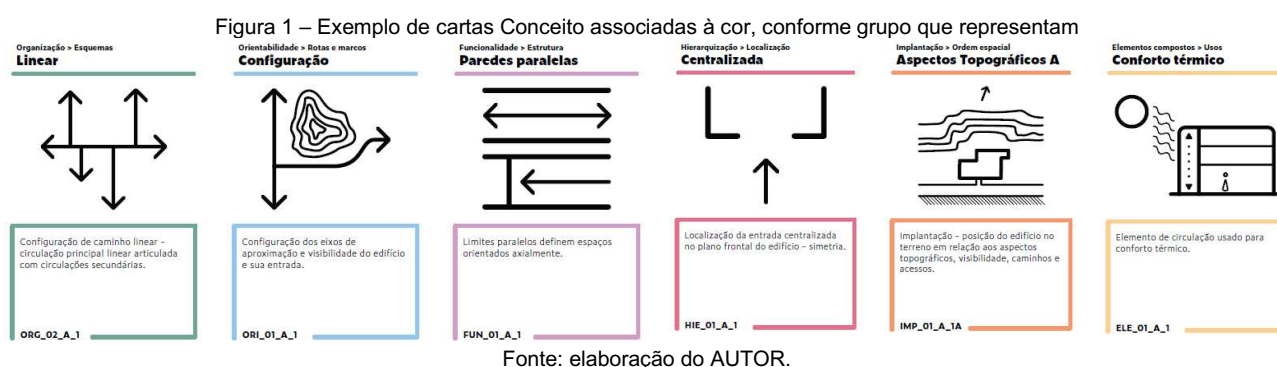 Figura 1 – Exemplo de cartas Conceito associadas à cor, conforme grupo que representam
Organização > Esquemas
Linear
Configuração de caminho linear –
circulação principal linear articulada
com circulações secundárias.
ORG_02_A_1
Orientabilidade > Rotas e marcos
Configuração
Configuração dos eixos de
aproximação e visibilidade do edifício
e sua entrada.
ORI_01_A_1
Funcionalidade > Estrutura
Paredes paralelas
Limites paralelos definem espaços
orientados axialmente.
FUN_01_A_1
Hierarquização > Localização
Centralizada
Localização da entrada centralizada
no plano frontal do edifício – simetria.
HIE_01_A_1
Implantação > Ordem espacial
Aspectos Topográficos A
Implantação – posição do edifício no
terreno em relação aos aspectos
topográficos, visibilidade, caminhos e
acessos.
IMP_01_A_1A
Elementos compostos > Usos
Conforto térmico
Elemento de circulação usado para
conforto térmico.
ELE_01_A_1
Fonte: elaboração do AUTOR.